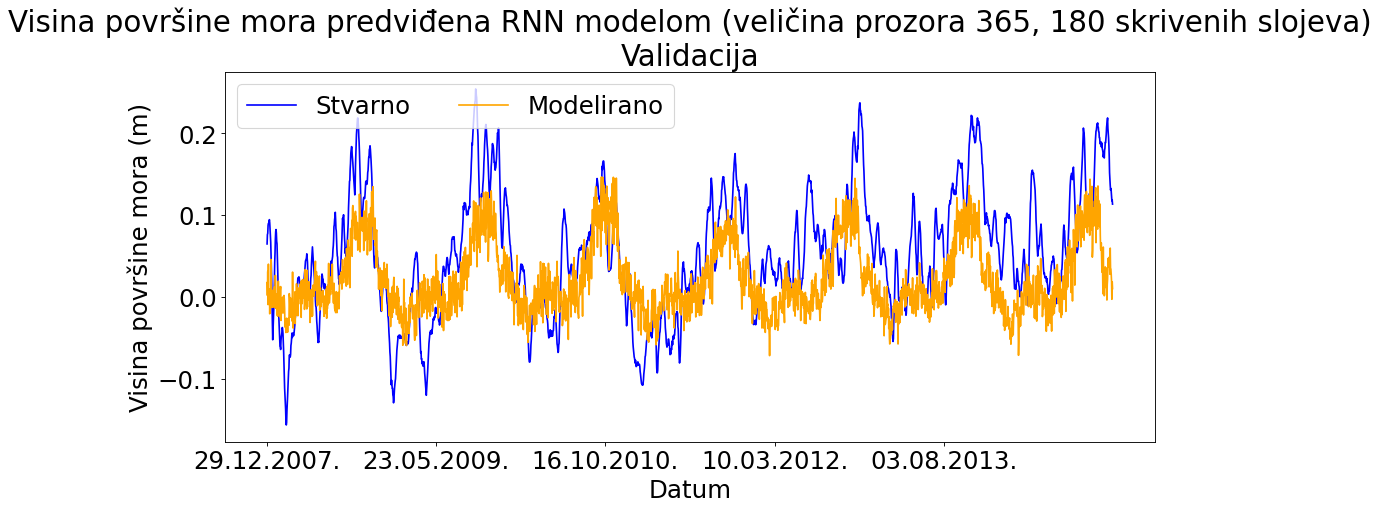 Visina površine mora predviđena RNN modelom (veličina prozora 365, 180 skrivenih slojeva)
Validacija
Stvarno
Modelirano
Visina površine mora (m)
0.2
0.1
0.0
−0.1
29.12.2007.
23.05.2009.
16.10.2010.
10.03.2012.
03.08.2013.
Datum